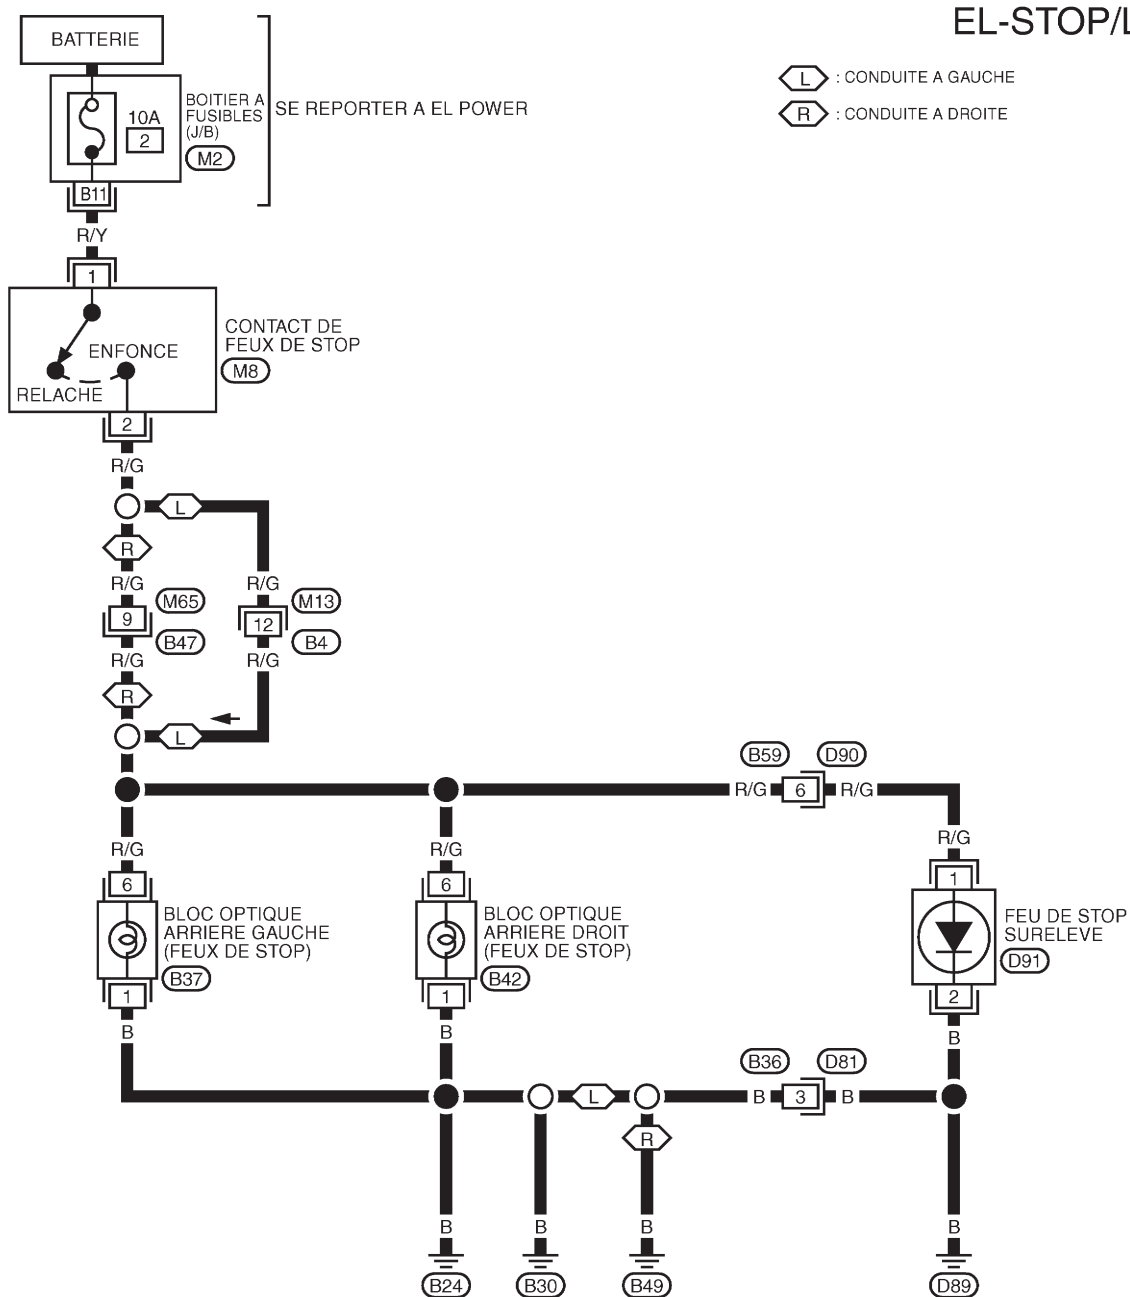 EL-STOP/L
BATTERIE
L : CONDUITE A GAUCHE
R : CONDUITE A DROITE
10A
2
BOITIER A
FUSIBLES
(J/B)
M2
SE REPORTER A EL POWER
B11
R/Y
1
CONTACT DE
FEUX DE STOP
M8
ENFONCE
RELACHE
2
R/G
L
R
R/G
R/G
9
M65
B47
12
M13
B4
R/G
R/G
R
L
B59
D90
R/G
6
R/G
R/G
R/G
R/G
6
BLOC OPTIQUE
ARRIERE GAUCHE
(FEUX DE STOP)
B37
1
B
6
BLOC OPTIQUE
ARRIERE DROIT
(FEUX DE STOP)
B42
1
B
1
FEU DE STOP
SURELEVE
D91
2
B
B36
D81
L
B
3
B
R
B
B
B
B
B24
B30
B49
D89